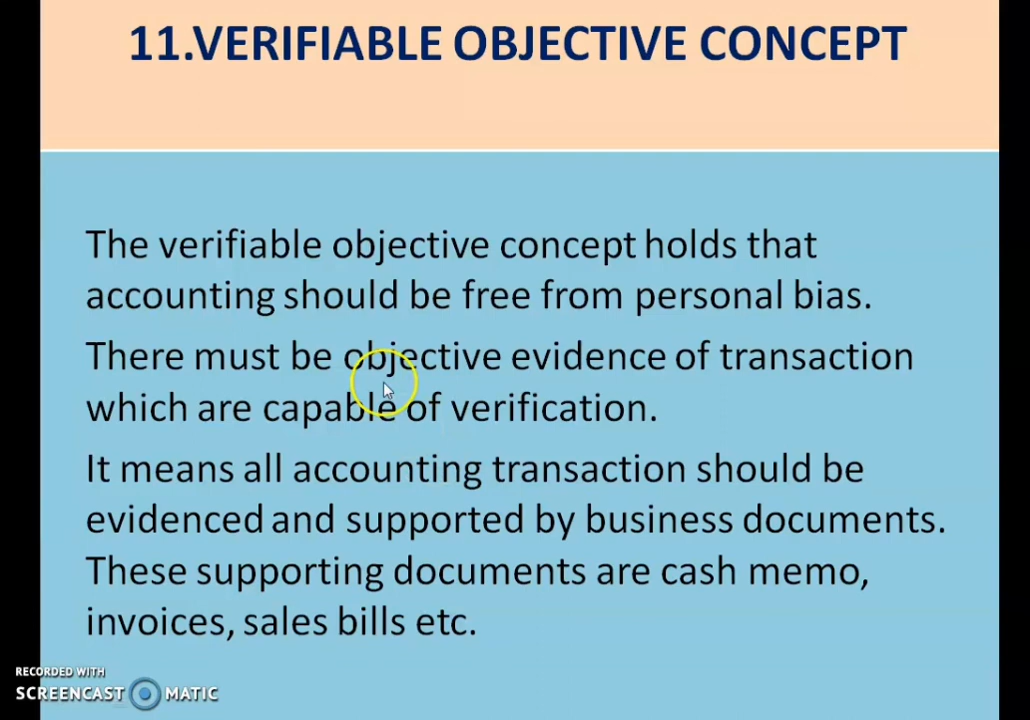 11.VERIFIABLE OBJECTIVE CONCEPT
The verifiable objective concept holds that
accounting should be free from personal bias.
There must be objective evidence of transaction
which are capable of verification.
It means all accounting transaction should be
evidenced and supported by business documents.
These supporting documents are cash memo,
invoices, sales bills etc.
RECORDED WITH
SCREENCAST MATIC